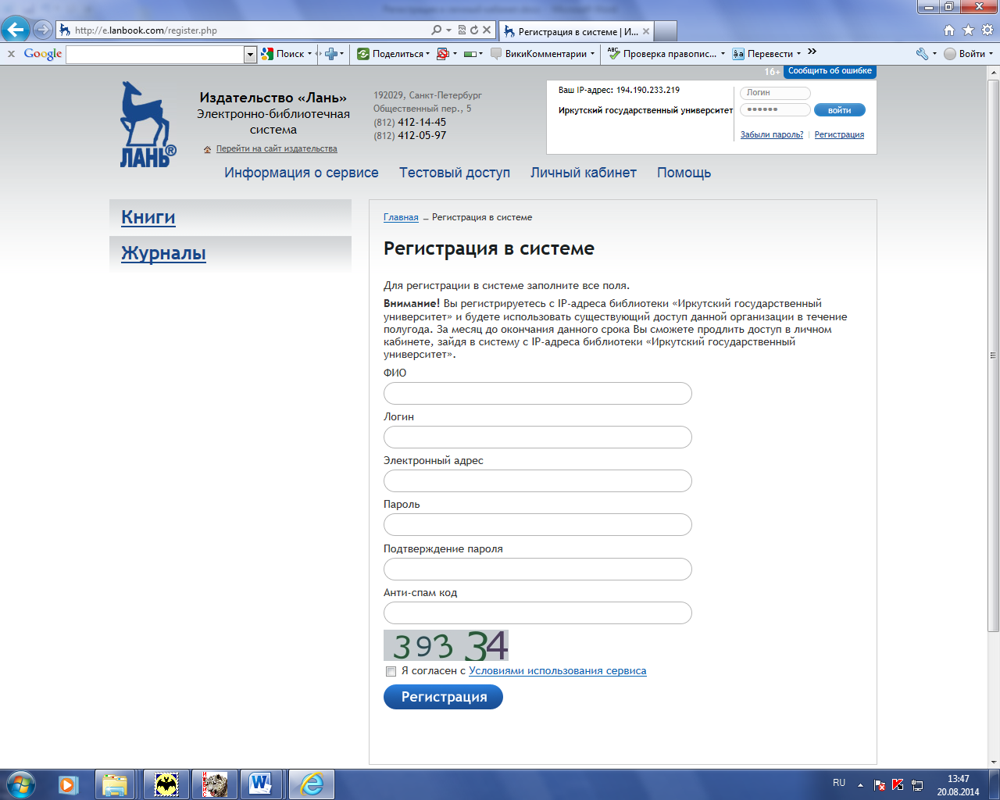 http://e.lanbook.com/register.php
Регистрация в системе | И...
Google
Поиск
Поделиться
ВикиКомментарии
Проверка правопис...
Перевести
Войти
16+
Сообщить об ошибке
ЛАНЬ®
Издательство «Лань»
Электронно-библиотечная
система
Перейти на сайт издательства
192029, Санкт-Петербург
Общественный пер., 5
(812) 412-14-45
(812) 412-05-97
Ваш IP-адрес: 194.190.233.219
Иркутский государственный университет
Логин
••••••
войти
Забыли пароль? | Регистрация
Информация о сервисе
Тестовый доступ
Личный кабинет
Помощь
Книги
Журналы
Главная – Регистрация в системе
Регистрация в системе
Для регистрации в системе заполните все поля.
Внимание! Вы регистрируетесь с IP-адреса библиотеки «Иркутский государственный
университет» и будете использовать существующий доступ данной организации в течение
полугода. За месяц до окончания данного срока Вы сможете продлить доступ в личном
кабинете, зайдя в систему с IP-адреса библиотеки «Иркутский государственный
университет».
ФИО
Логин
Электронный адрес
Пароль
Подтверждение пароля
Анти-спам код
393 34
Я согласен с Условиями использования сервиса
Регистрация
RU
13:47
20.08.2014